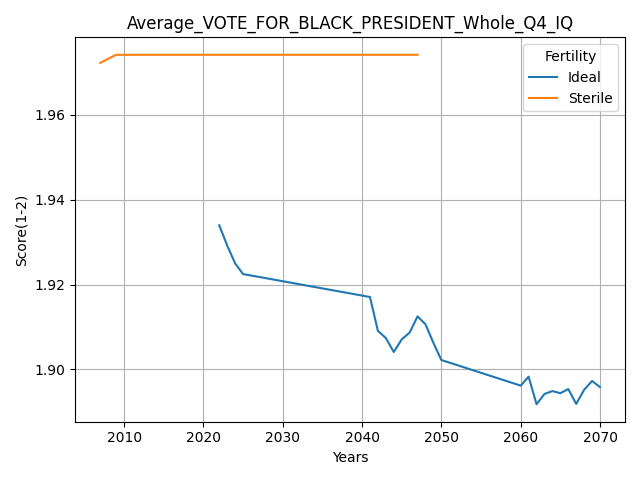 Average_VOTE_FOR_BLACK_PRESIDENT_Whole_Q4_IQ
Fertility
Ideal
Sterile
Score(1-2)
1.96
1.94
1.92
1.90
2010 2020 2030 2040 2050 2060 2070
Years